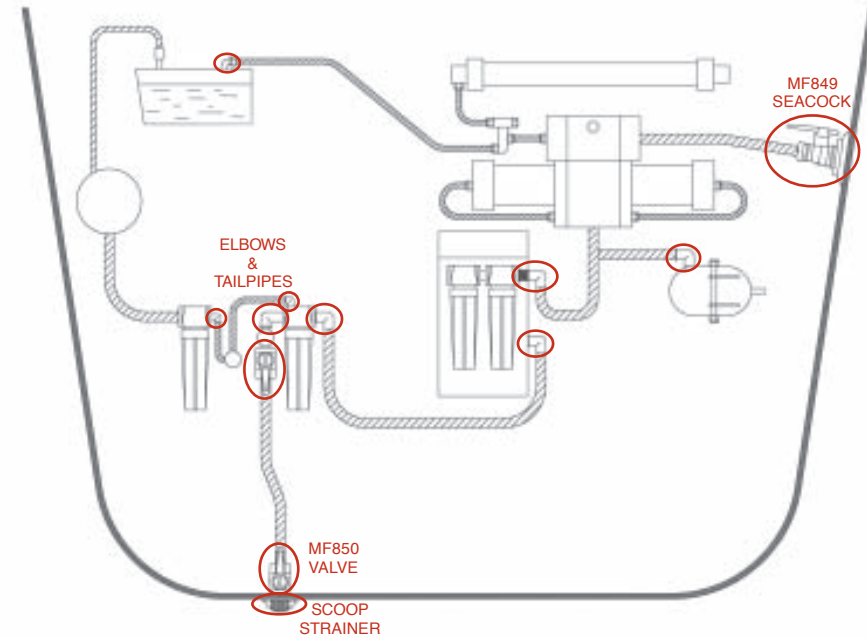 MF849
SEACOCK
ELBOWS
&
TAILPIPES
MF850
VALVE
SCOOP
STRAINER